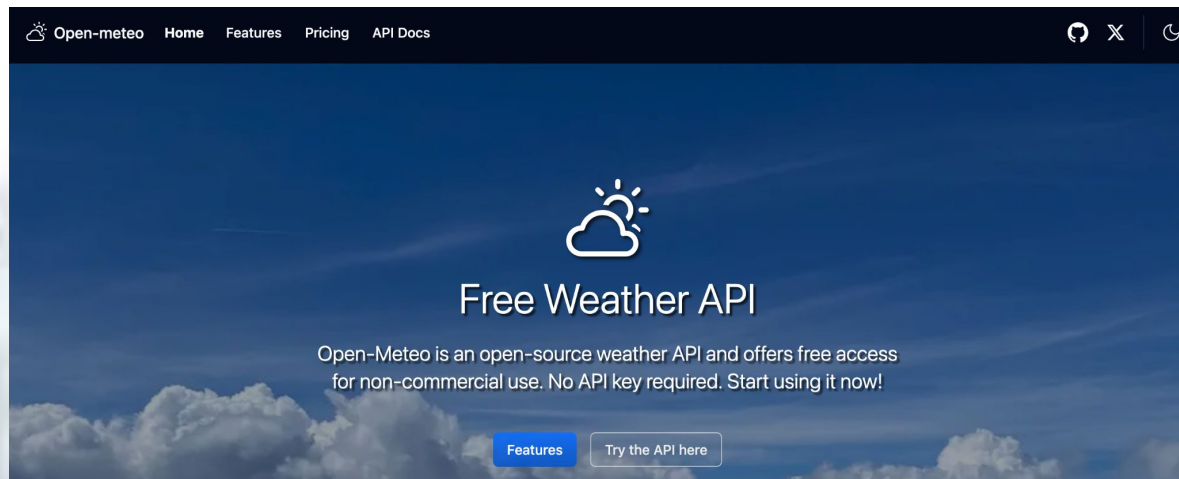 Open-meteo Home Features Pricing API Docs
Free Weather API
Open-Meteo is an open-source weather API and offers free access
for non-commercial use. No API key required. Start using it now!
Features Try the API here